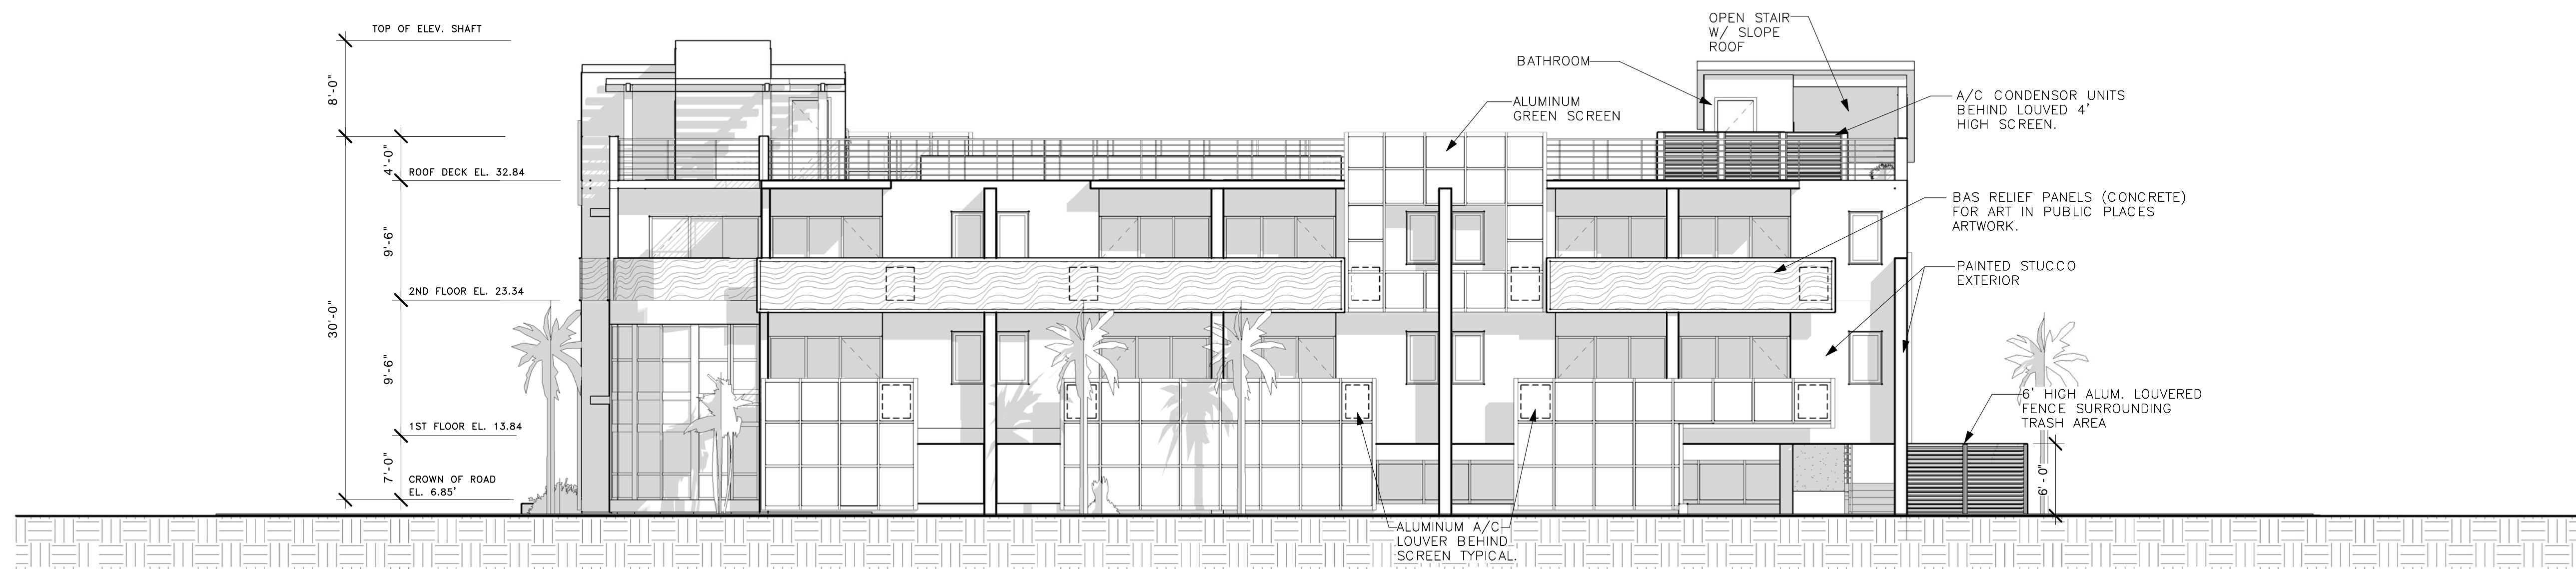 TOP OF ELEV. SHAFT
8'-0"
4'-0"
ROOF DECK EL. 32.84
9'-6"
2ND FLOOR EL. 23.34
30'-0"
9'-6"
1ST FLOOR EL. 13.84
7'-0"
CROWN OF ROAD
EL. 6.85'
OPEN STAIR
W/ SLOPE
ROOF
BATHROOM
ALUMINUM
GREEN SCREEN
A/C CONDENSOR UNITS
BEHIND LOUVED 4'
HIGH SCREEN.
BAS RELIEF PANELS (CONCRETE)
FOR ART IN PUBLIC PLACES
ARTWORK.
PAINTED STUCCO
EXTERIOR
6' HIGH ALUM. LOUVERED
FENCE SURROUNDING
TRASH AREA
6'-0"
ALUMINUM A/C
LOUVER BEHIND
SCREEN TYPICAL.